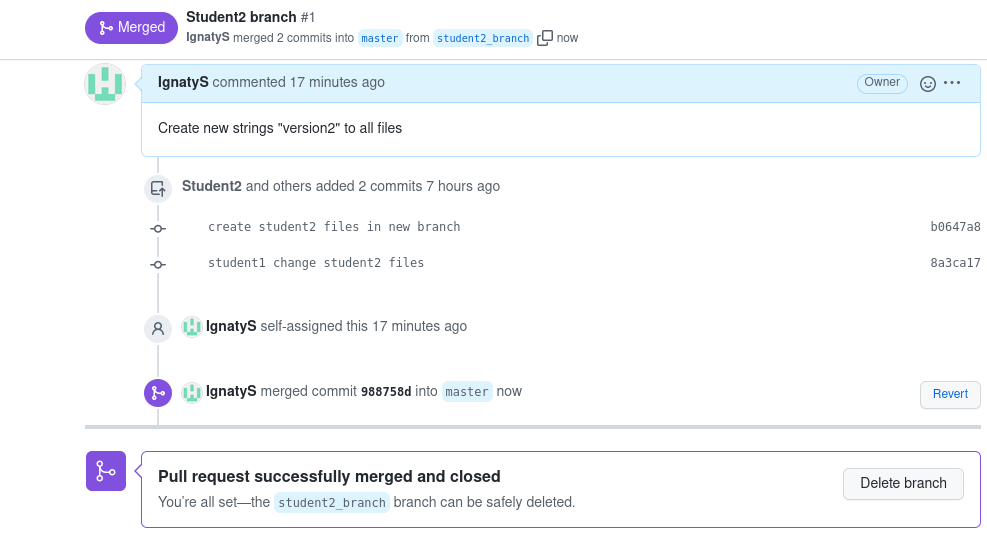 Merged
Student2 branch #1
IgnatyS merged 2 commits into master from student2_branch now
IgnatyS commented 17 minutes ago
Owner
Create new strings "version2" to all files
Student2 and others added 2 commits 7 hours ago
create student2 files in new branch b0647a8
student1 change student2 files 8a3ca17
IgnatyS self-assigned this 17 minutes ago
IgnatyS merged commit 988758d into master now
Revert
Pull request successfully merged and closed
You're all set—the student2_branch branch can be safely deleted.
Delete branch